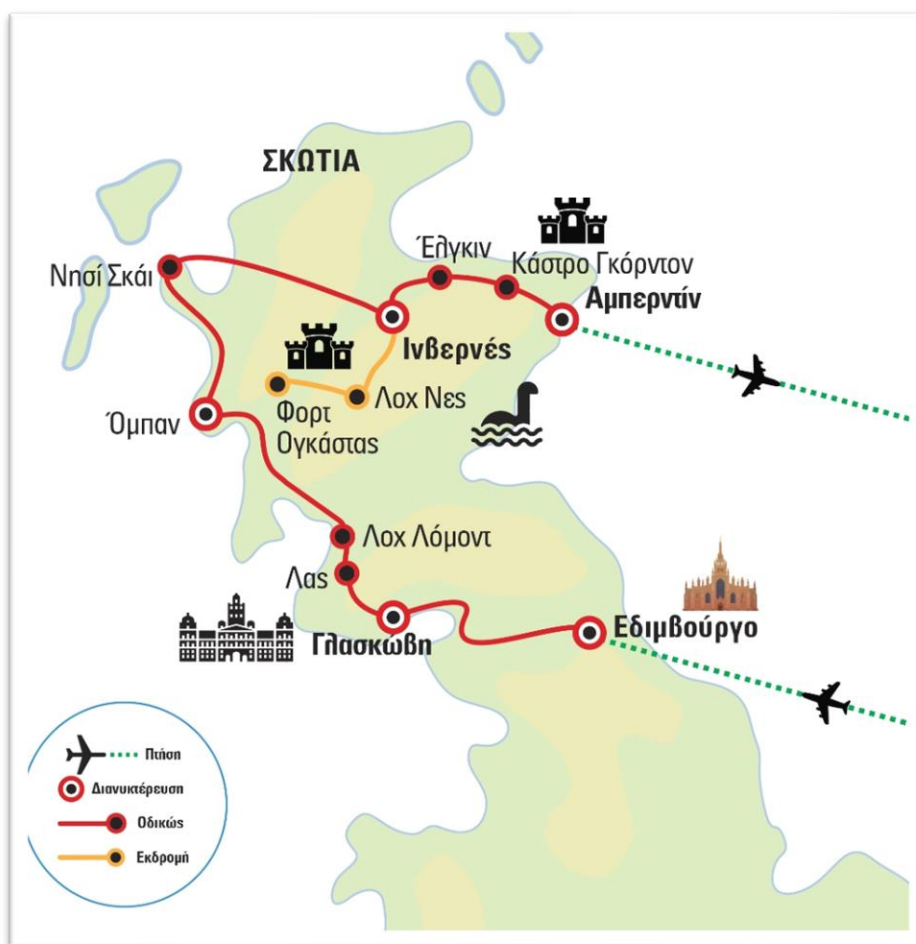 ΣΚΩΤΙΑ
Έλγκιν
Κάστρο Γκόρντον
Νησί Σκάι
Αμπερντίν
Ινβερνές
Λοχ Νες
Φορτ
Ογκάστας
Όμπαν
Λοχ Λόμοντ
Λας
Εδιμβούργο
Γλασκώβη
Πτήση
Διανυκτέρευση
Οδικώς
Εκδρομή